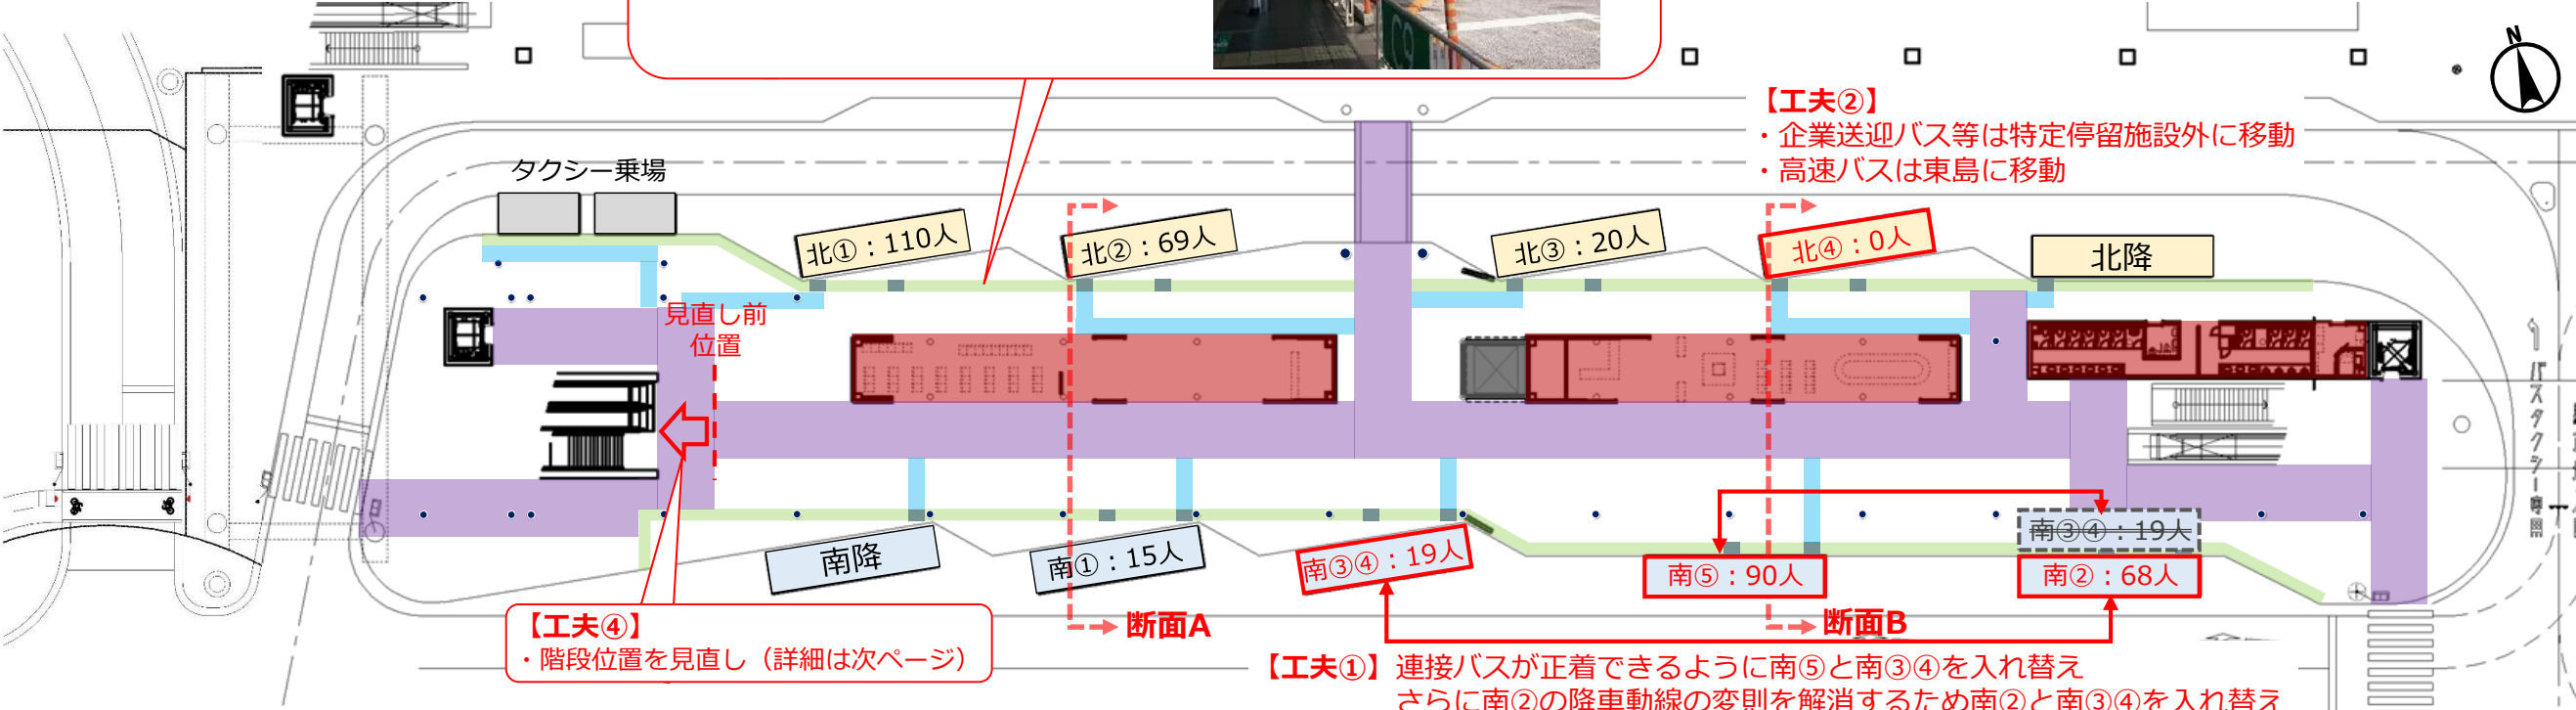 C9
N
【工夫②】
・企業送迎バス等は特定停留施設外に移動
・高速バスは東島に移動
タクシー乗場
北①：110人
北②：69人
北③：20人
北④：0人
北降
見直し前
位置
バスタクシー専用
南③④：19人
南降
南①：15人
南③④：19人
南⑤：90人
南②：68人
断面A
断面B
【工夫④】
・階段位置を見直し（詳細は次ページ）
【工夫①】連接バスが正着できるように南⑤と南③④を入れ替え
さらに南②の降車動線の変則を解消するため南②と南③④を入れ替え